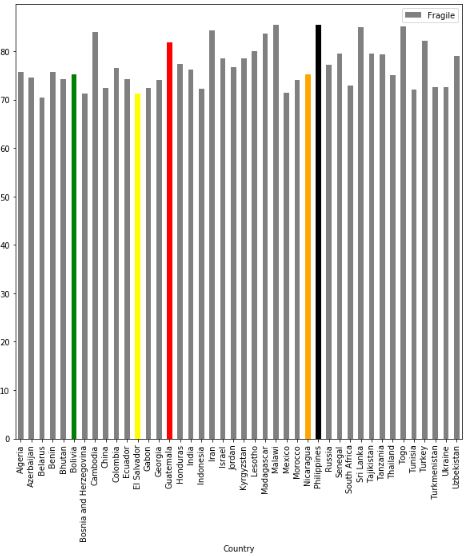 Fragile
80
70
60
50
40
30
20
10
0
Algeria
Azerbaijan
Belarus
Benin
Bhutan
Bolivia
Bosnia and Herzegovina
Cambodia
China
Colombia
Ecuador
El Salvador
Gabon
Georgia
Guatemala
Honduras
India
Indonesia
Iran
Israel
Jordan
Kyrgyzstan
Lesotho
Madagascar
Malawi
Mexico
Morocco
Nicaragua
Philippines
Russia
Senegal
South Africa
Sri Lanka
Tajikistan
Tanzania
Thailand
Togo
Tunisia
Turkey
Turkmenistan
Ukraine
Uzbekistan
Country